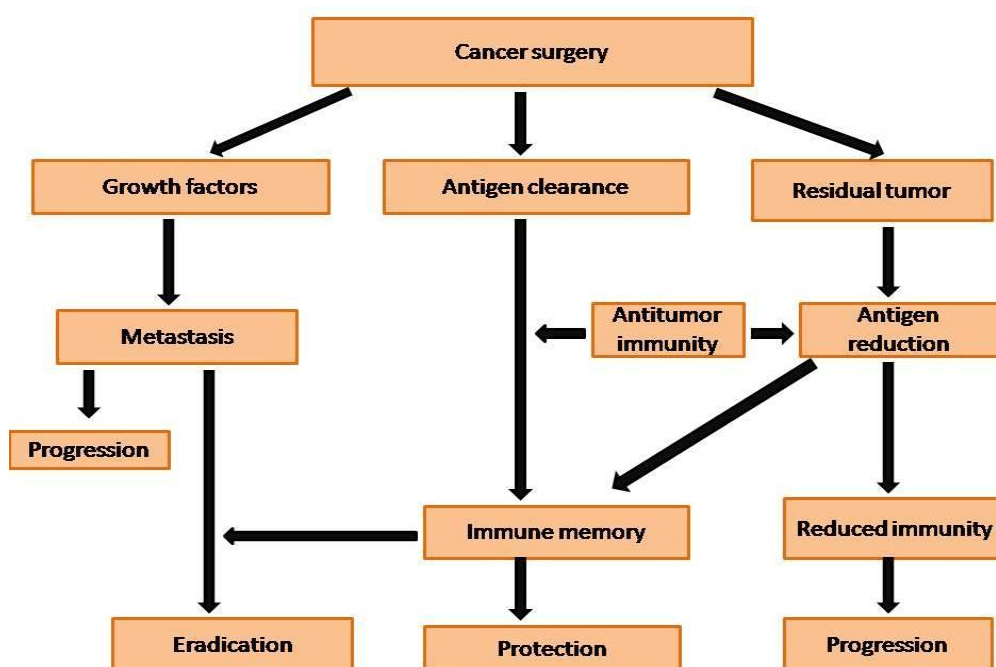 Cancer surgery
Growth factors
Antigen clearance
Residual tumor
Metastasis
Antitumor
immunity
Antigen
reduction
Progression
Immune memory
Reduced immunity
Eradication
Protection
Progression